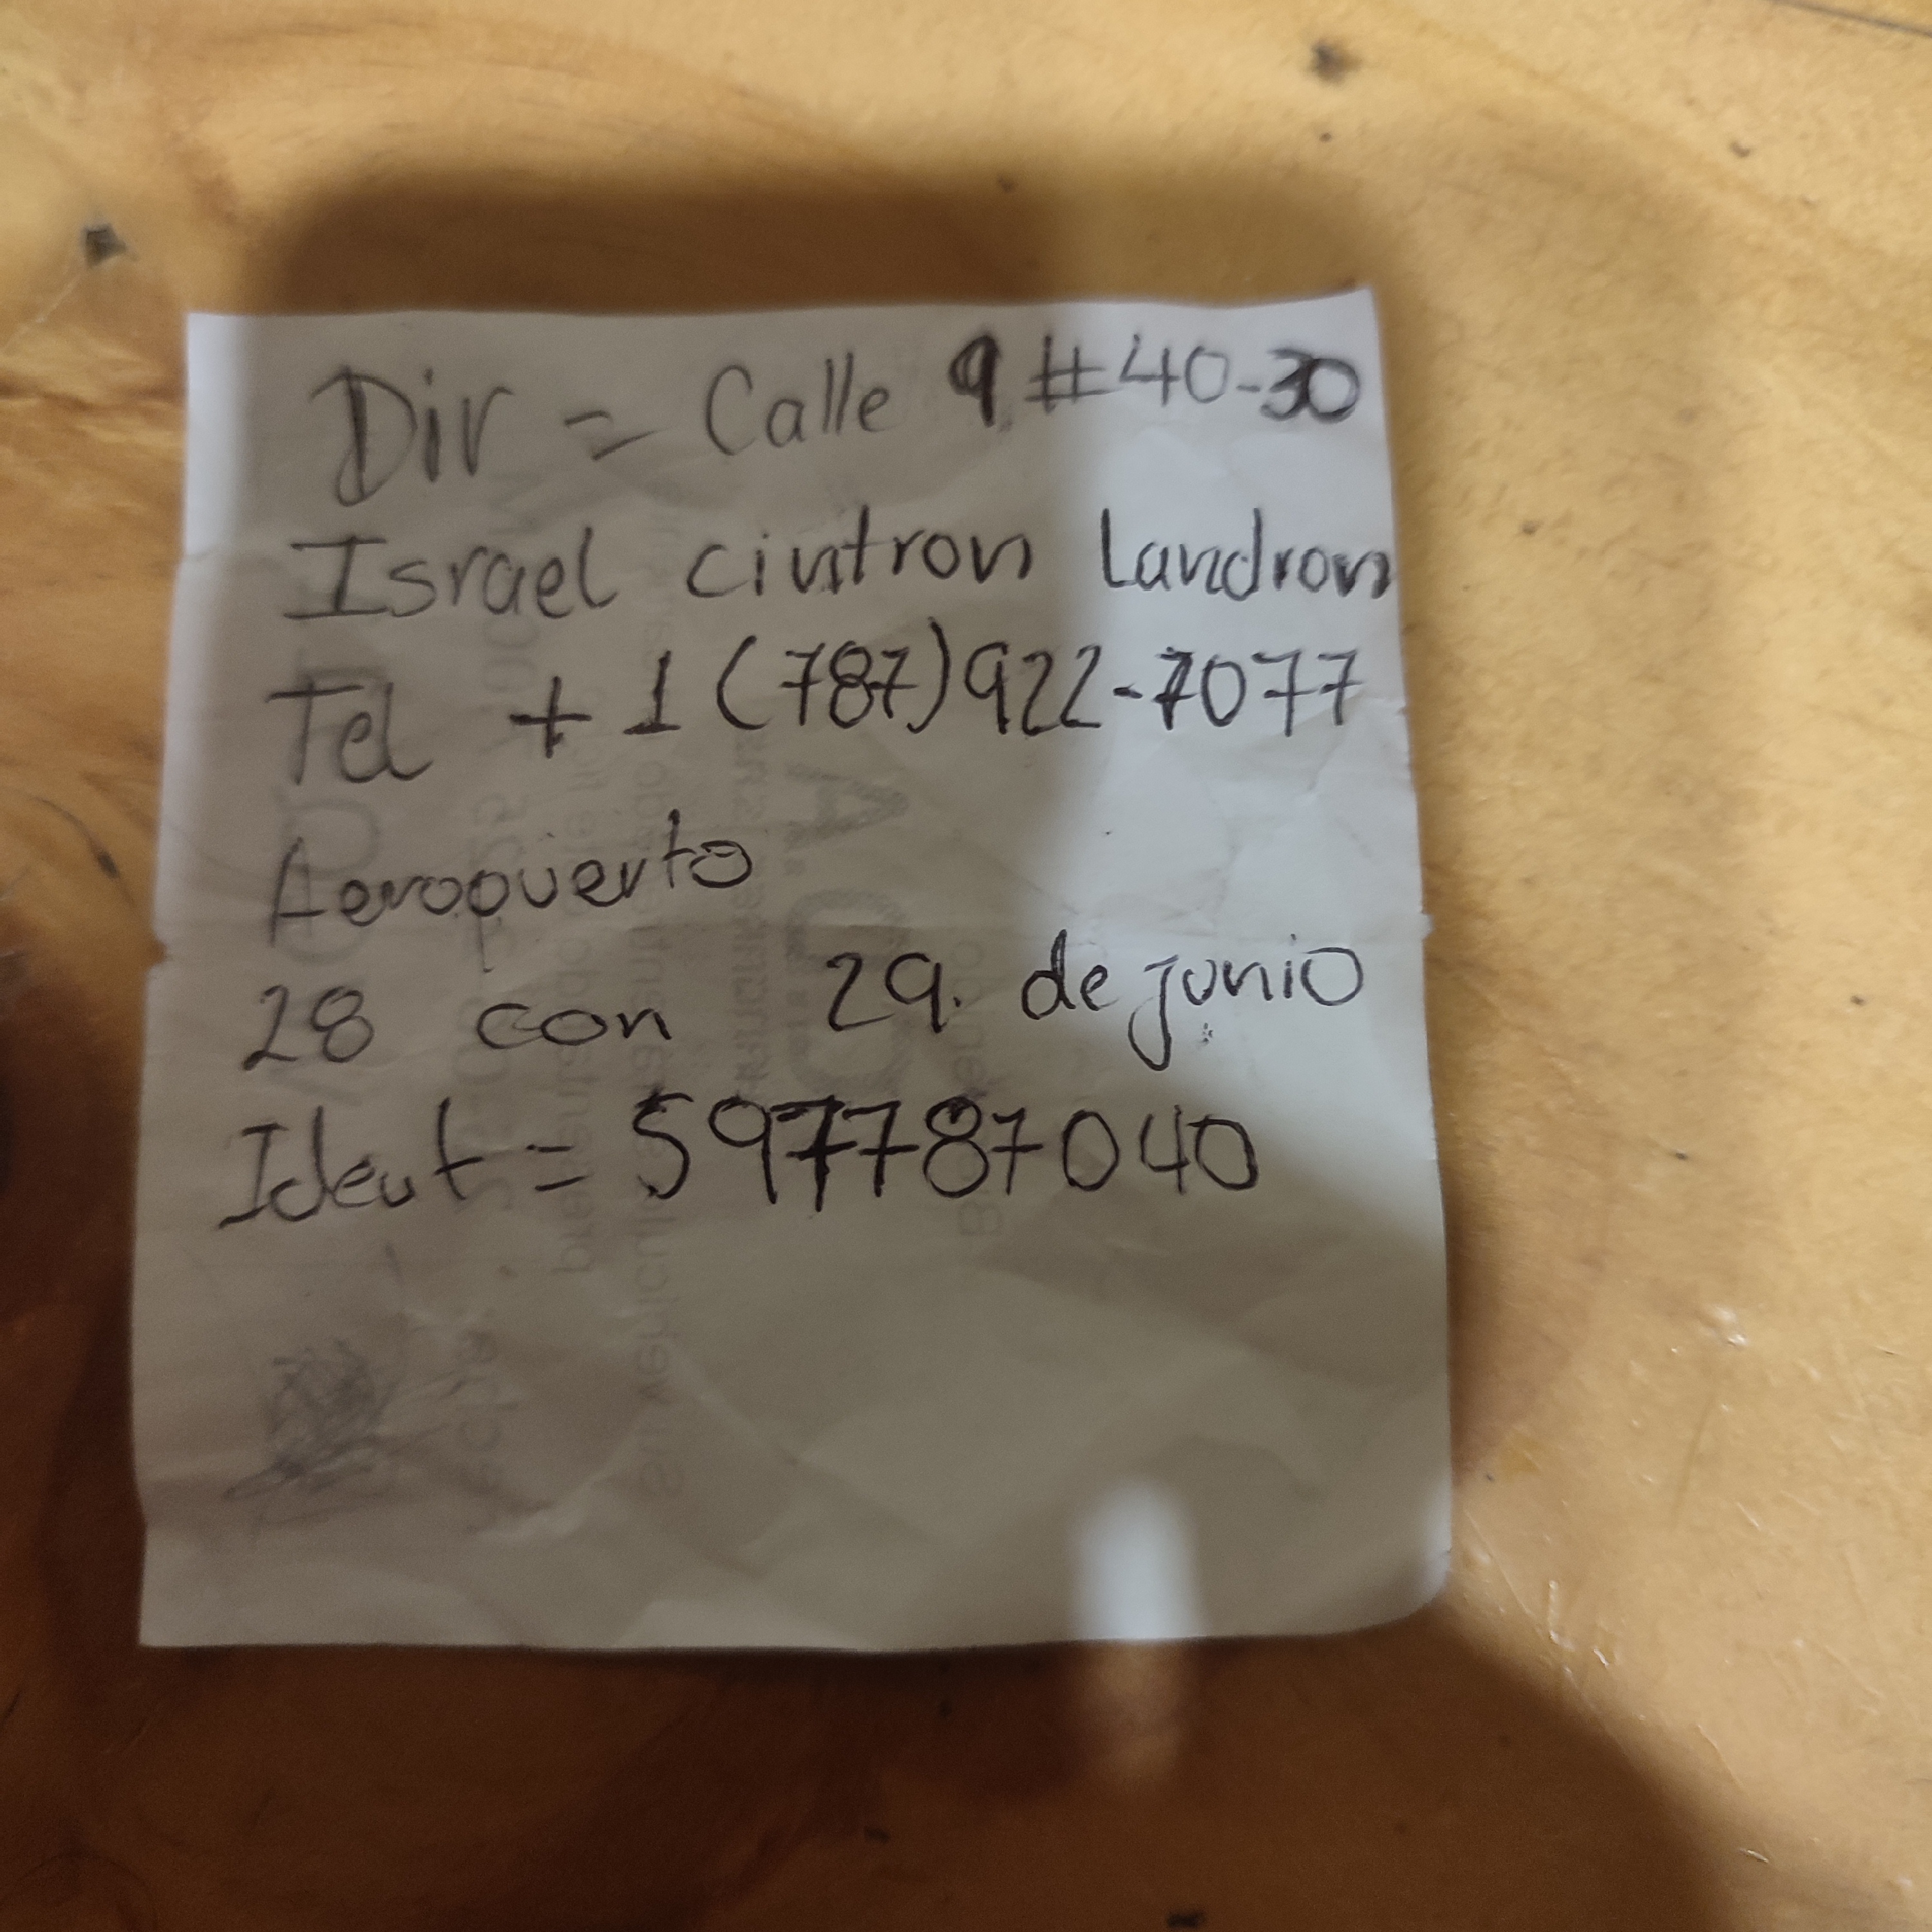 Dir = Calle 9 #40-30
Israel cintron Landron
Tel +1 (787) 922-7077
Aeropuerto
28 con 29. de junio
Ident = 597787040